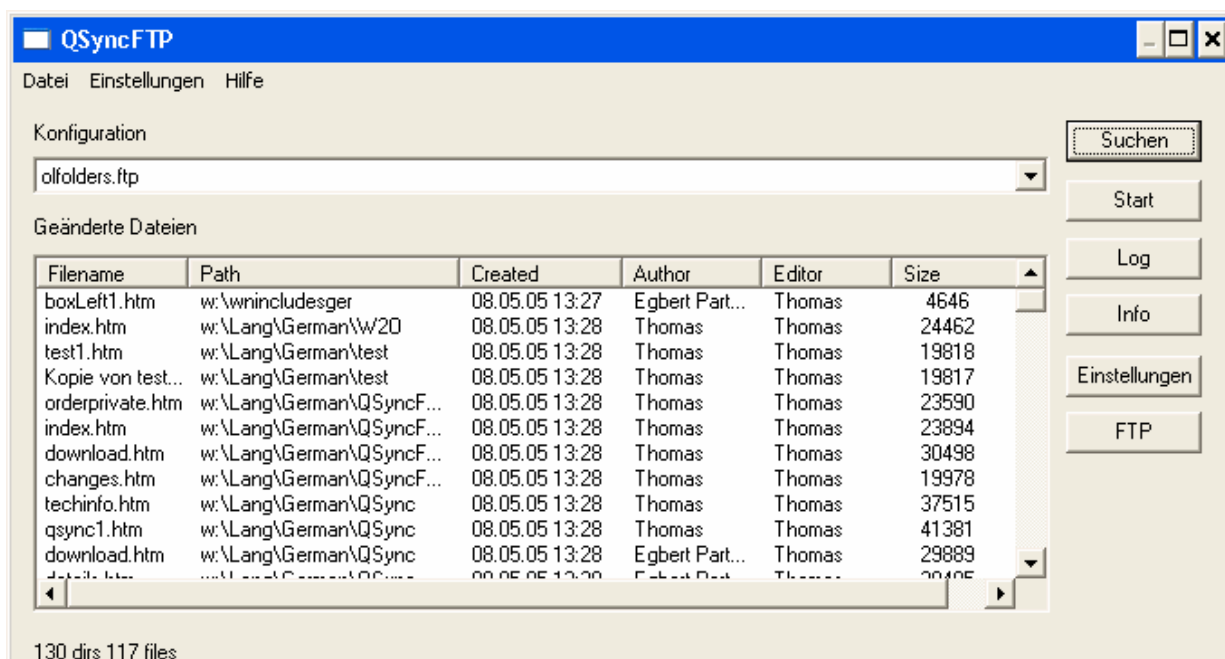 QSyncFTP
Datei Einstellungen Hilfe
Konfiguration
Suchen
olfolders.ftp
Start
Geänderte Dateien
Log
Filename Path Created Author Editor Size
boxLeft1.htm w:\wnincludesger 08.05.05 13:27 Egbert Part... Thomas 4646
Info
index.htm w:\Lang\German\W2O 08.05.05 13:28 Thomas Thomas 24462
test1.htm w:\Lang\German\test 08.05.05 13:28 Thomas Thomas 19818
Kopie von test... w:\Lang\German\test 08.05.05 13:28 Thomas Thomas 19817
Einstellungen
orderprivate.htm w:\Lang\German\QSyncF... 08.05.05 13:28 Thomas Thomas 23590
index.htm w:\Lang\German\QSyncF... 08.05.05 13:28 Thomas Thomas 23894
FTP
download.htm w:\Lang\German\QSyncF... 08.05.05 13:28 Thomas Thomas 30498
changes.htm w:\Lang\German\QSyncF... 08.05.05 13:28 Thomas Thomas 19978
techinfo.htm w:\Lang\German\QSync 08.05.05 13:28 Thomas Thomas 37515
qsync1.htm w:\Lang\German\QSync 08.05.05 13:28 Thomas Thomas 41381
download.htm w:\Lang\German\QSync 08.05.05 13:28 Egbert Part... Thomas 29889
130 dirs 117 files